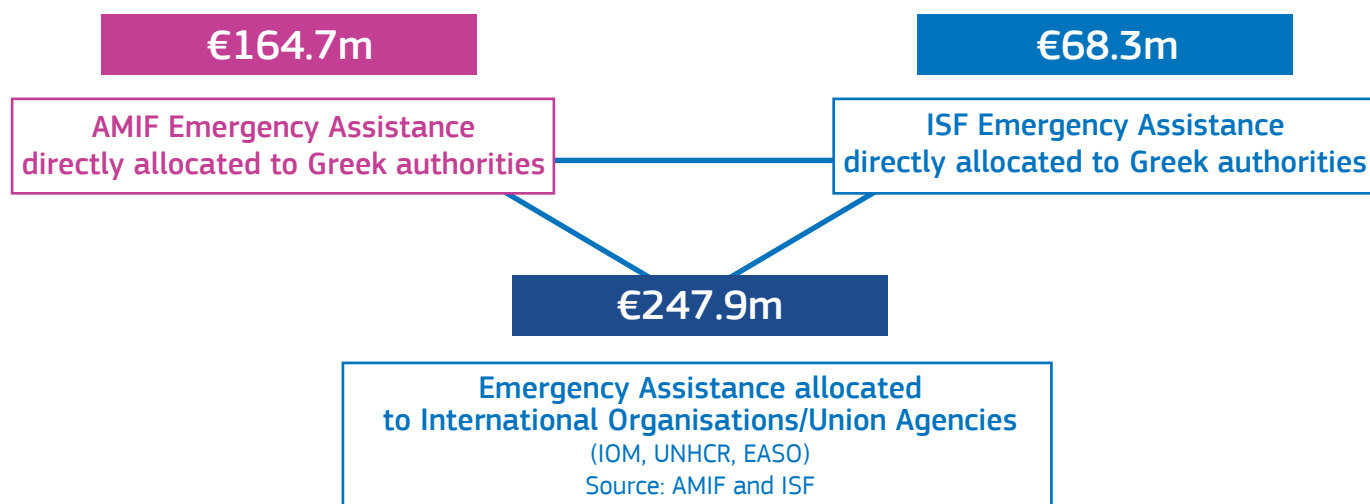 €164.7m
AMIF Emergency Assistance
directly allocated to Greek authorities
€68.3m
ISF Emergency Assistance
directly allocated to Greek authorities
€247.9m
Emergency Assistance allocated
to International Organisations/Union Agencies
(IOM, UNHCR, EASO)
Source: AMIF and ISF